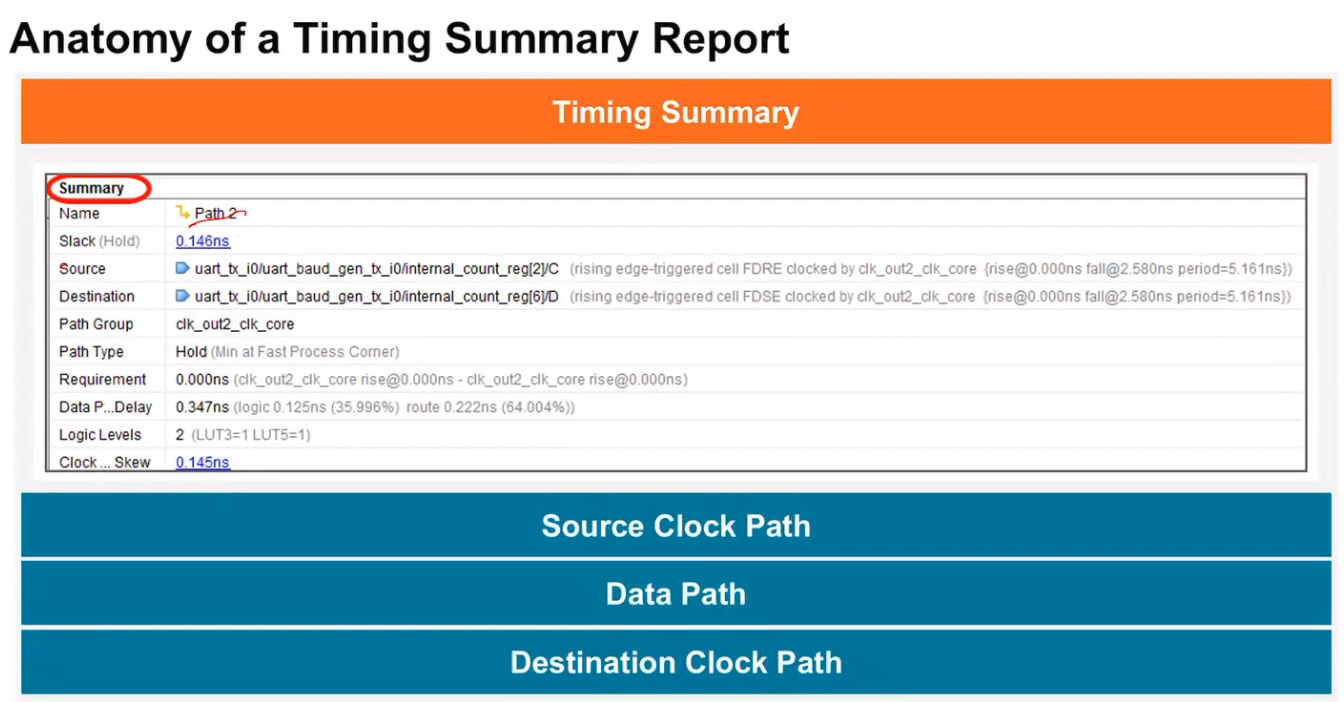 Anatomy of a Timing Summary Report
Timing Summary
Summary
Name Path 2
Slack (Hold) 0.146ns
Source uart_tx_i0/uart_baud_gen_tx_i0/internal_count_reg[2]/C (rising edge-triggered cell FDRE clocked by clk_out2_clk_core {rise@0.000ns fall@2.580ns period=5.161ns})
Destination uart_tx_i0/uart_baud_gen_tx_i0/internal_count_reg[6]/D (rising edge-triggered cell FDSE clocked by clk_out2_clk_core {rise@0.000ns fall@2.580ns period=5.161ns})
Path Group clk_out2_clk_core
Path Type Hold (Min at Fast Process Corner)
Requirement 0.000ns (clk_out2_clk_core rise@0.000ns - clk_out2_clk_core rise@0.000ns)
Data P...Delay 0.347ns (logic 0.125ns (35.996%) route 0.222ns (64.004%))
Logic Levels 2 (LUT3=1 LUT5=1)
Clock ... Skew 0.145ns
Source Clock Path
Data Path
Destination Clock Path